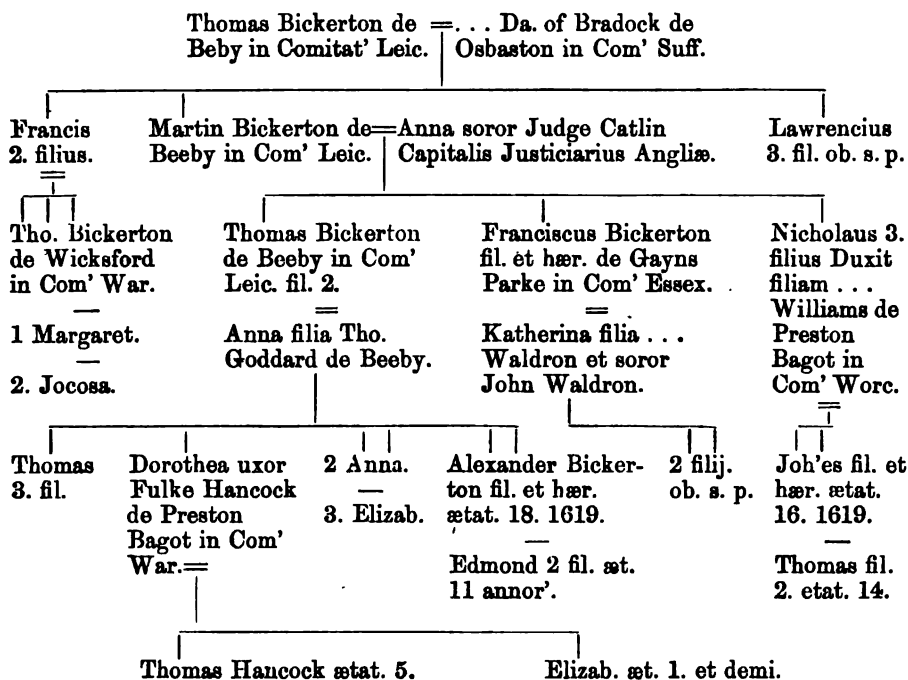 Thomas Bickerton de =. . . Da. of Bradock de
Beby in Comitat' Leic. Osbaston in Com' Suff.
Francis
2. filius.
=
Martin Bickerton de=Anna soror Judge Catlin
Beeby in Com' Leic. Capitalis Justiciarius Angliæ.
Lawrencius
3. fil. ob. s. p.
Tho. Bickerton
de Wicksford
in Com' War.
—
1 Margaret.
—
2. Jocosa.
Thomas Bickerton
de Beeby in Com'
Leic. fil. 2.
=
Anna filia Tho.
Goddard de Beeby.
Franciscus Bickerton
fil. et hær. de Gayns
Parke in Com' Essex.
=
Katherina filia . . .
Waldron et soror
John Waldron.
Nicholaus 3.
filius Duxit
filiam . . .
Williams de
Preston
Bagot in
Com' Worc.
=
Thomas
3. fil.
Dorothea uxor
Fulke Hancock
de Preston
Bagot in Com'
War.=
2 Anna.
—
3. Elizab.
Alexander Bicker-
ton fil. et hær.
ætat. 18. 1619.
—
Edmond 2 fil. æt.
11 annor'.
2 filij.
ob. s. p.
Joh'es fil. et
hær. ætat.
16. 1619.
—
Thomas fil.
2. etat. 14.
Thomas Hancock ætat. 5.
Elizab. æt. 1. et demi.